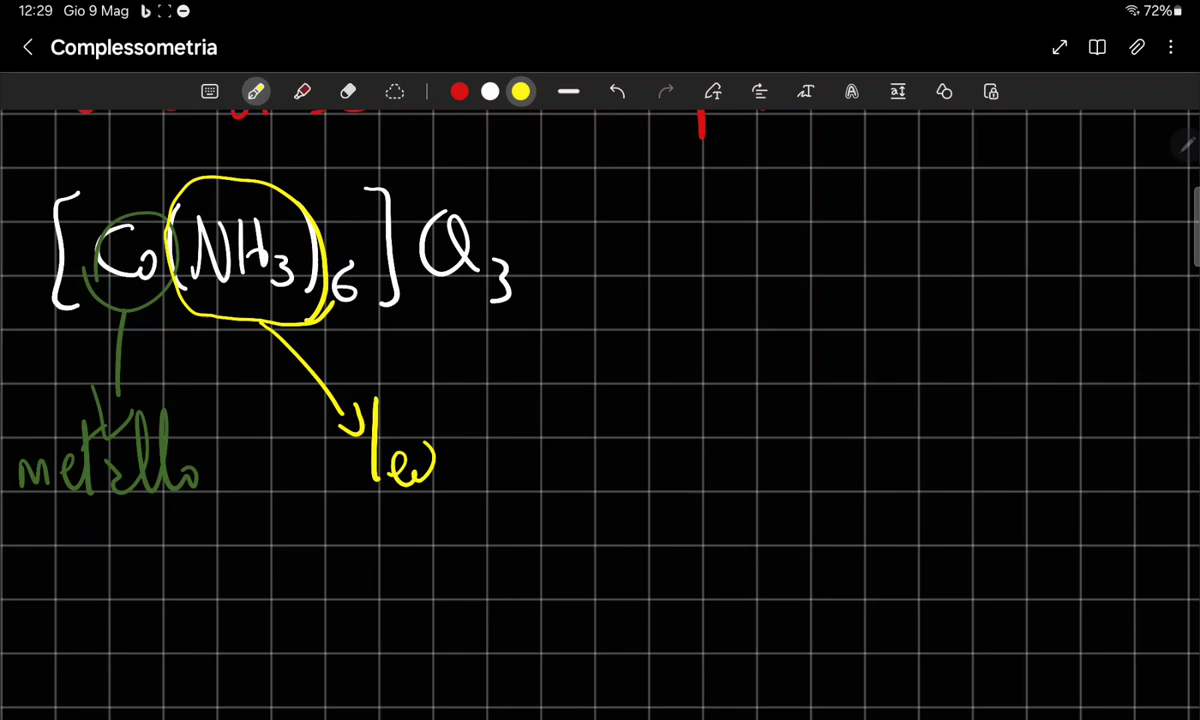 12:29 Gio 9 Mag 72%
Complessometria
[Co(NH3)6]Cl3
metallo
le